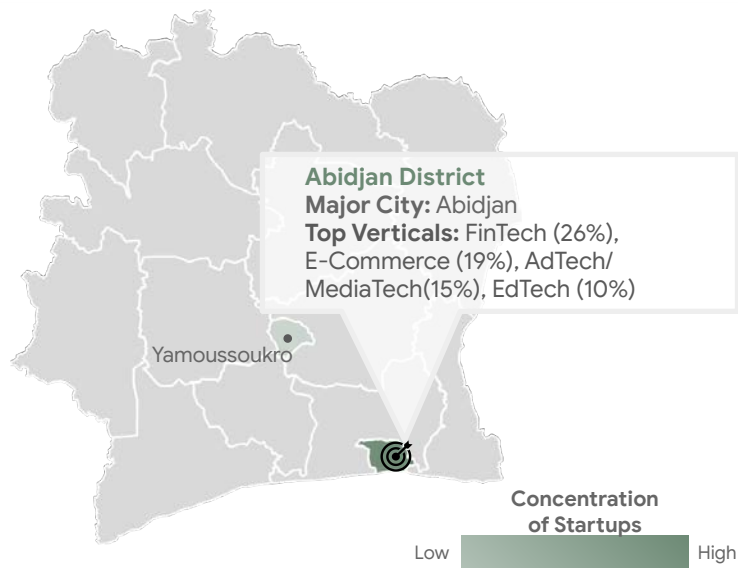 Abidjan District
Major City: Abidjan
Top Verticals: FinTech (26%),
E-Commerce (19%), AdTech/
MediaTech(15%), EdTech (10%)
Yamoussoukro
Concentration
of Startups
Low
High